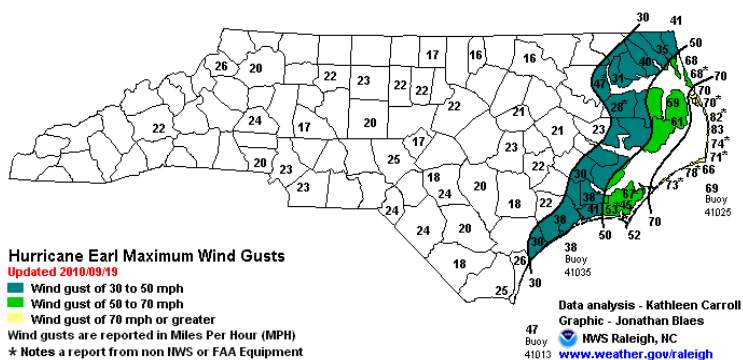 30 41
35 50
17 16 68
26 20 40 68*
22 23 47 31 70
22 22 70
22 28* 59 70*
21 82*
24 20 61 83
22 17 23 74*
17 21 71*
25 66
20 23 30 78*
23 18 73*
24 20 22 38* 67* 69
23 17 53 45 Buoy
24 41 41025
24 22 38 50 52 70
20 30 38
18 26 Buoy
41035
25 30
Hurricane Earl Maximum Wind Gusts
Updated 2010/09/19
Wind gust of 30 to 50 mph
Wind gust of 50 to 70 mph
Wind gust of 70 mph or greater
Wind gusts are reported in Miles Per Hour (MPH)
* Notes a report from non NWS or FAA Equipment
47
Buoy
41013
Data analysis - Kathleen Carroll
Graphic - Jonathan Blaes
NWS Raleigh, NC
www.weather.gov/raleigh